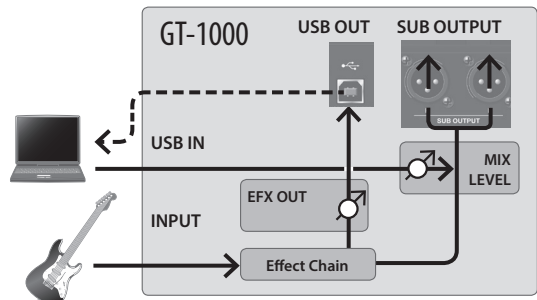 GT-1000
USB OUT
SUB OUTPUT
SUB OUTPUT
USB IN
MIX
LEVEL
EFX OUT
INPUT
Effect Chain